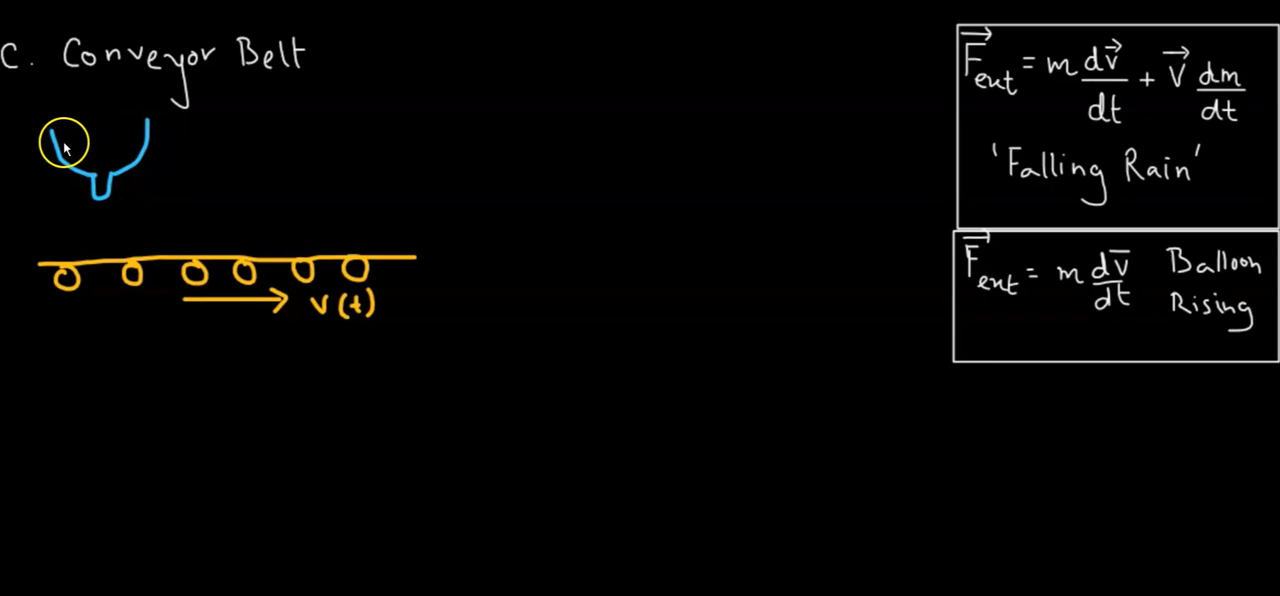 C. Conveyor Belt
v(t)
F⃗ext = m dv⃗/dt + v⃗ dm/dt
'Falling Rain'
F⃗ext = m dv̅/dt Balloon
Rising